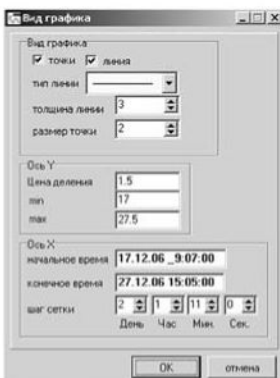 Вид графика
Вид графика
точки линия
тип линии
толщина линии 3
размер точки 2
Ось Y
Цена деления 1.5
min 17
max 27.5
Ось X
начальное время 17.12.06 _9:07:00
конечное время 27.12.06 15:05:00
шаг сетки 2 1 11 0
День Час Мин. Сек.
OK отмена